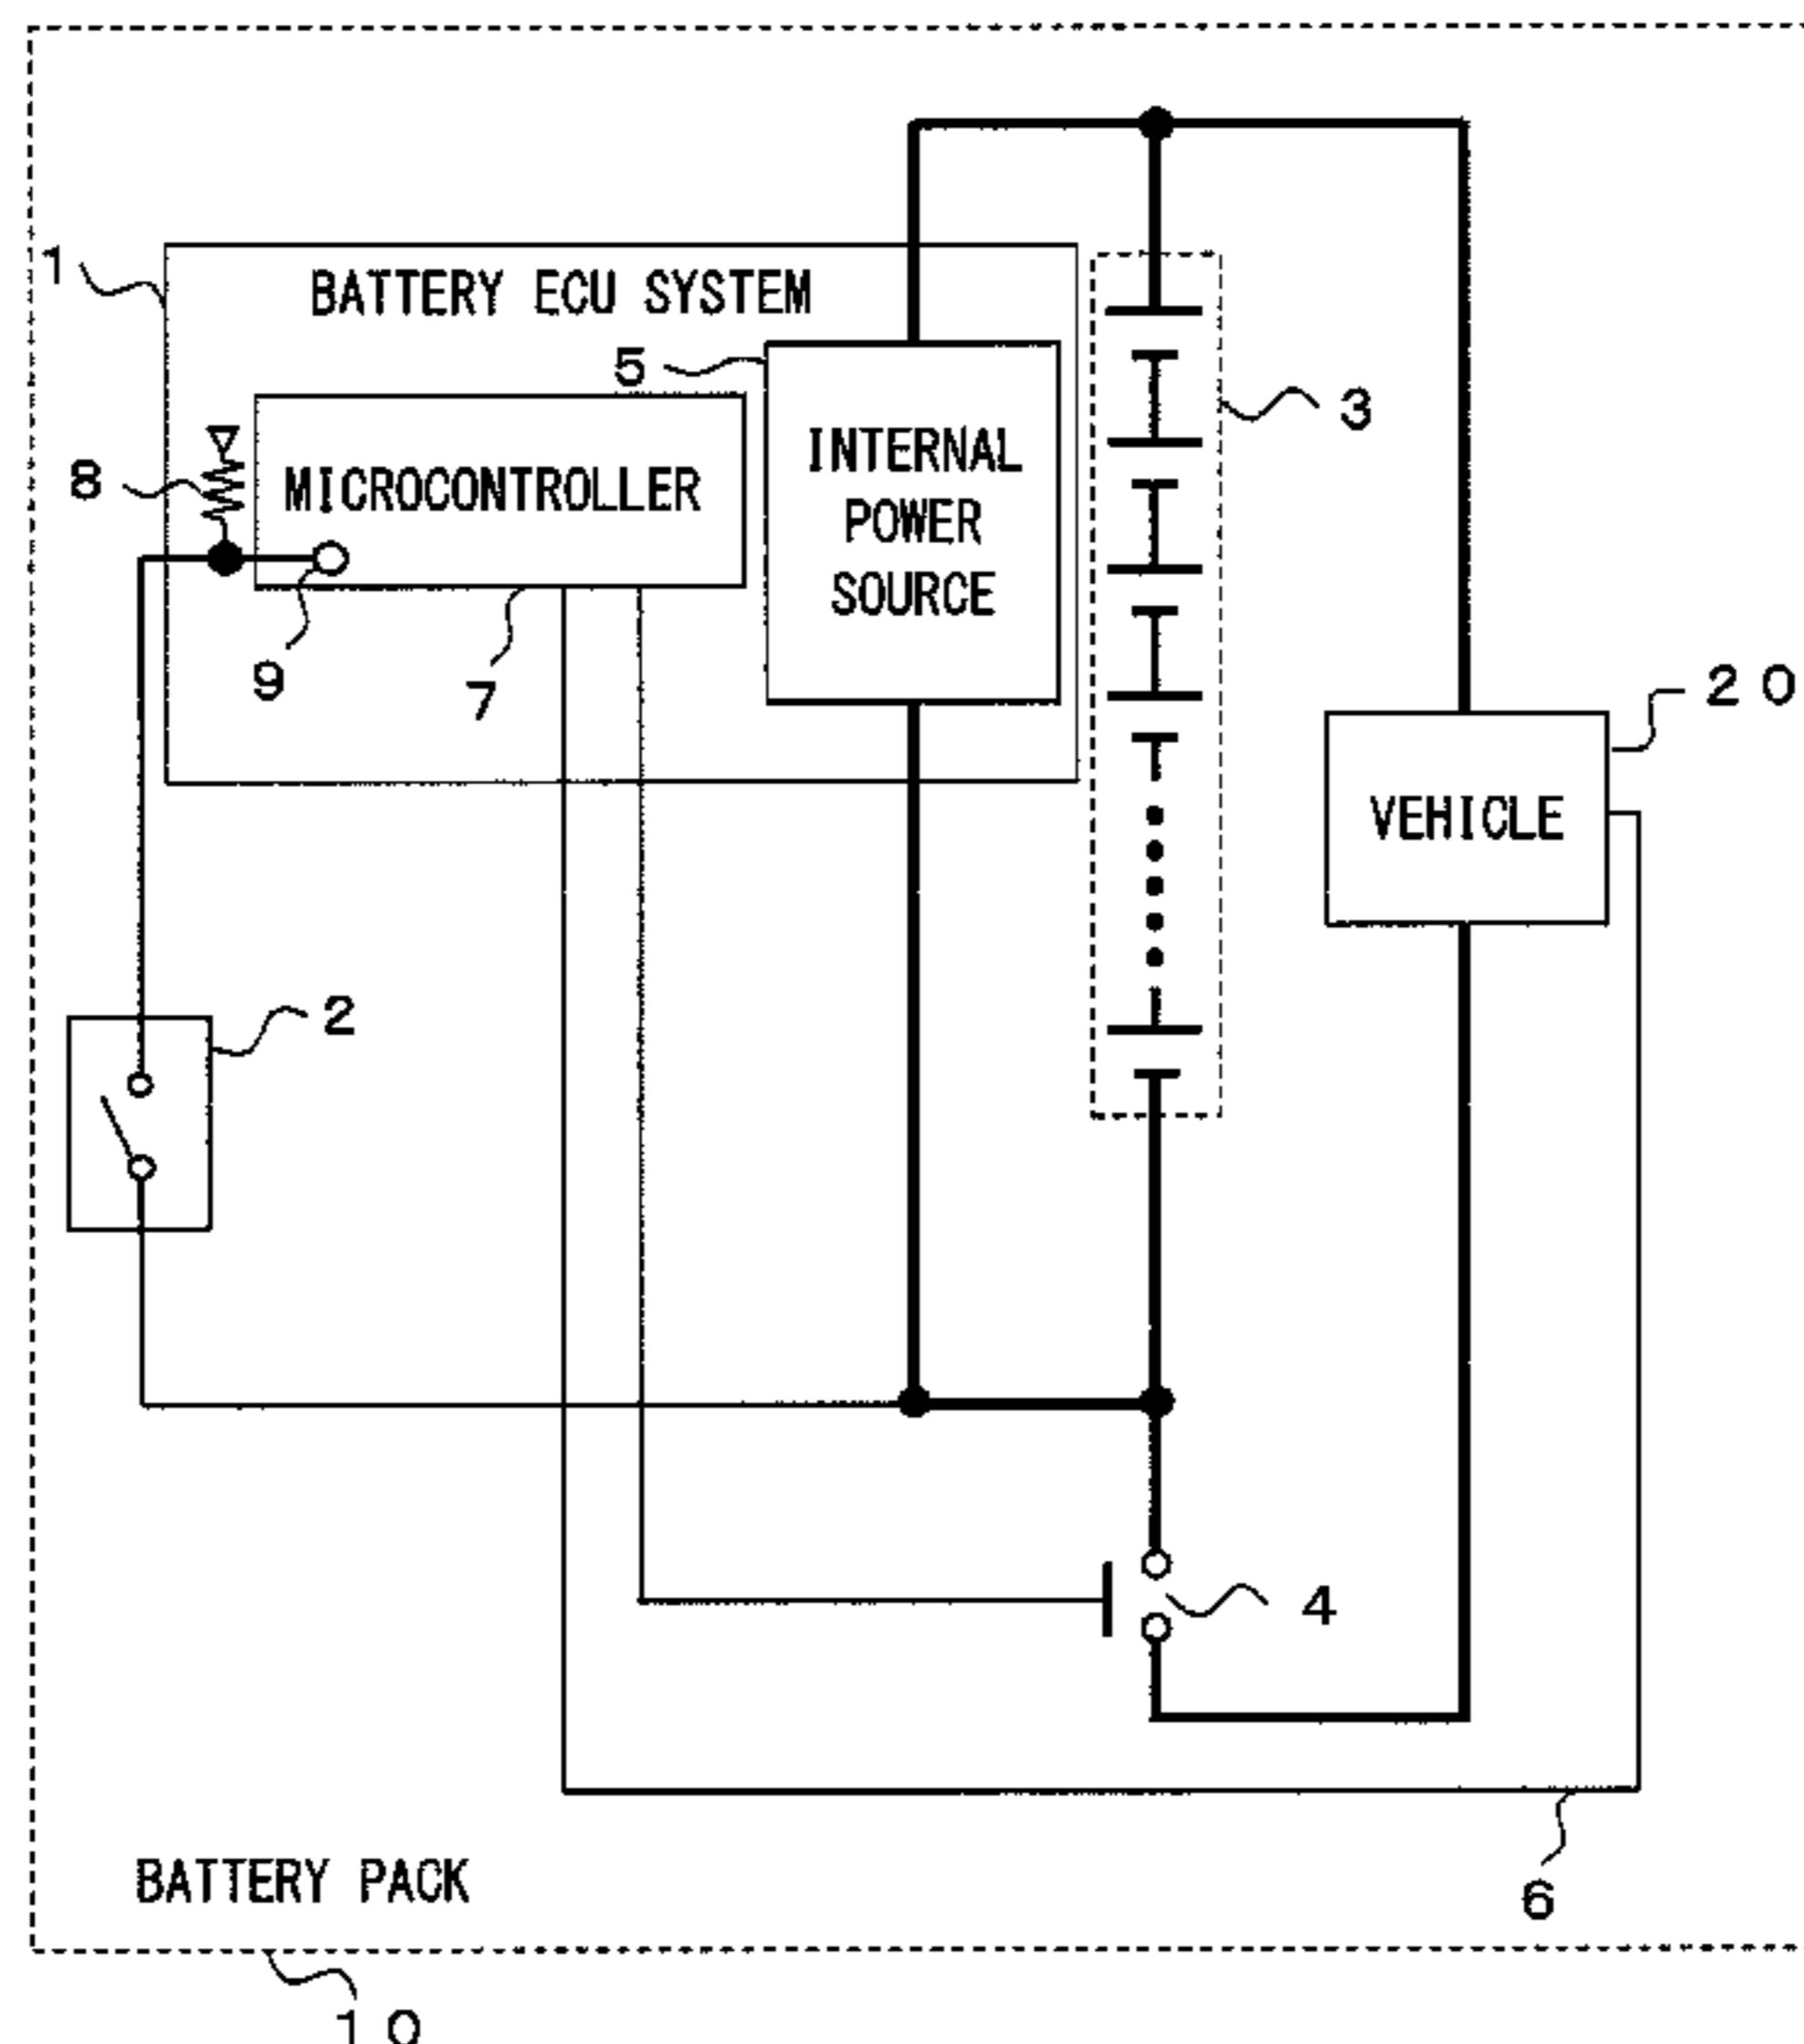 1
BATTERY ECU SYSTEM
5
3
8
MICROCONTROLLER
INTERNAL
POWER
SOURCE
9
7
20
VEHICLE
2
4
BATTERY PACK
6
10